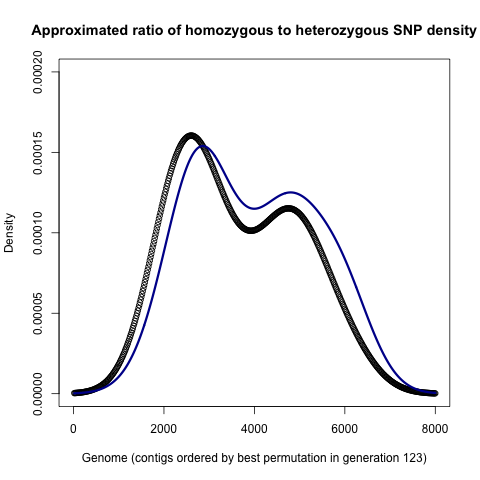 Approximated ratio of homozygous to heterozygous SNP density
0.00020
0.00015
0.00010
0.00005
0.00000
Density
0 2000 4000 6000 8000
Genome (contigs ordered by best permutation in generation 123)